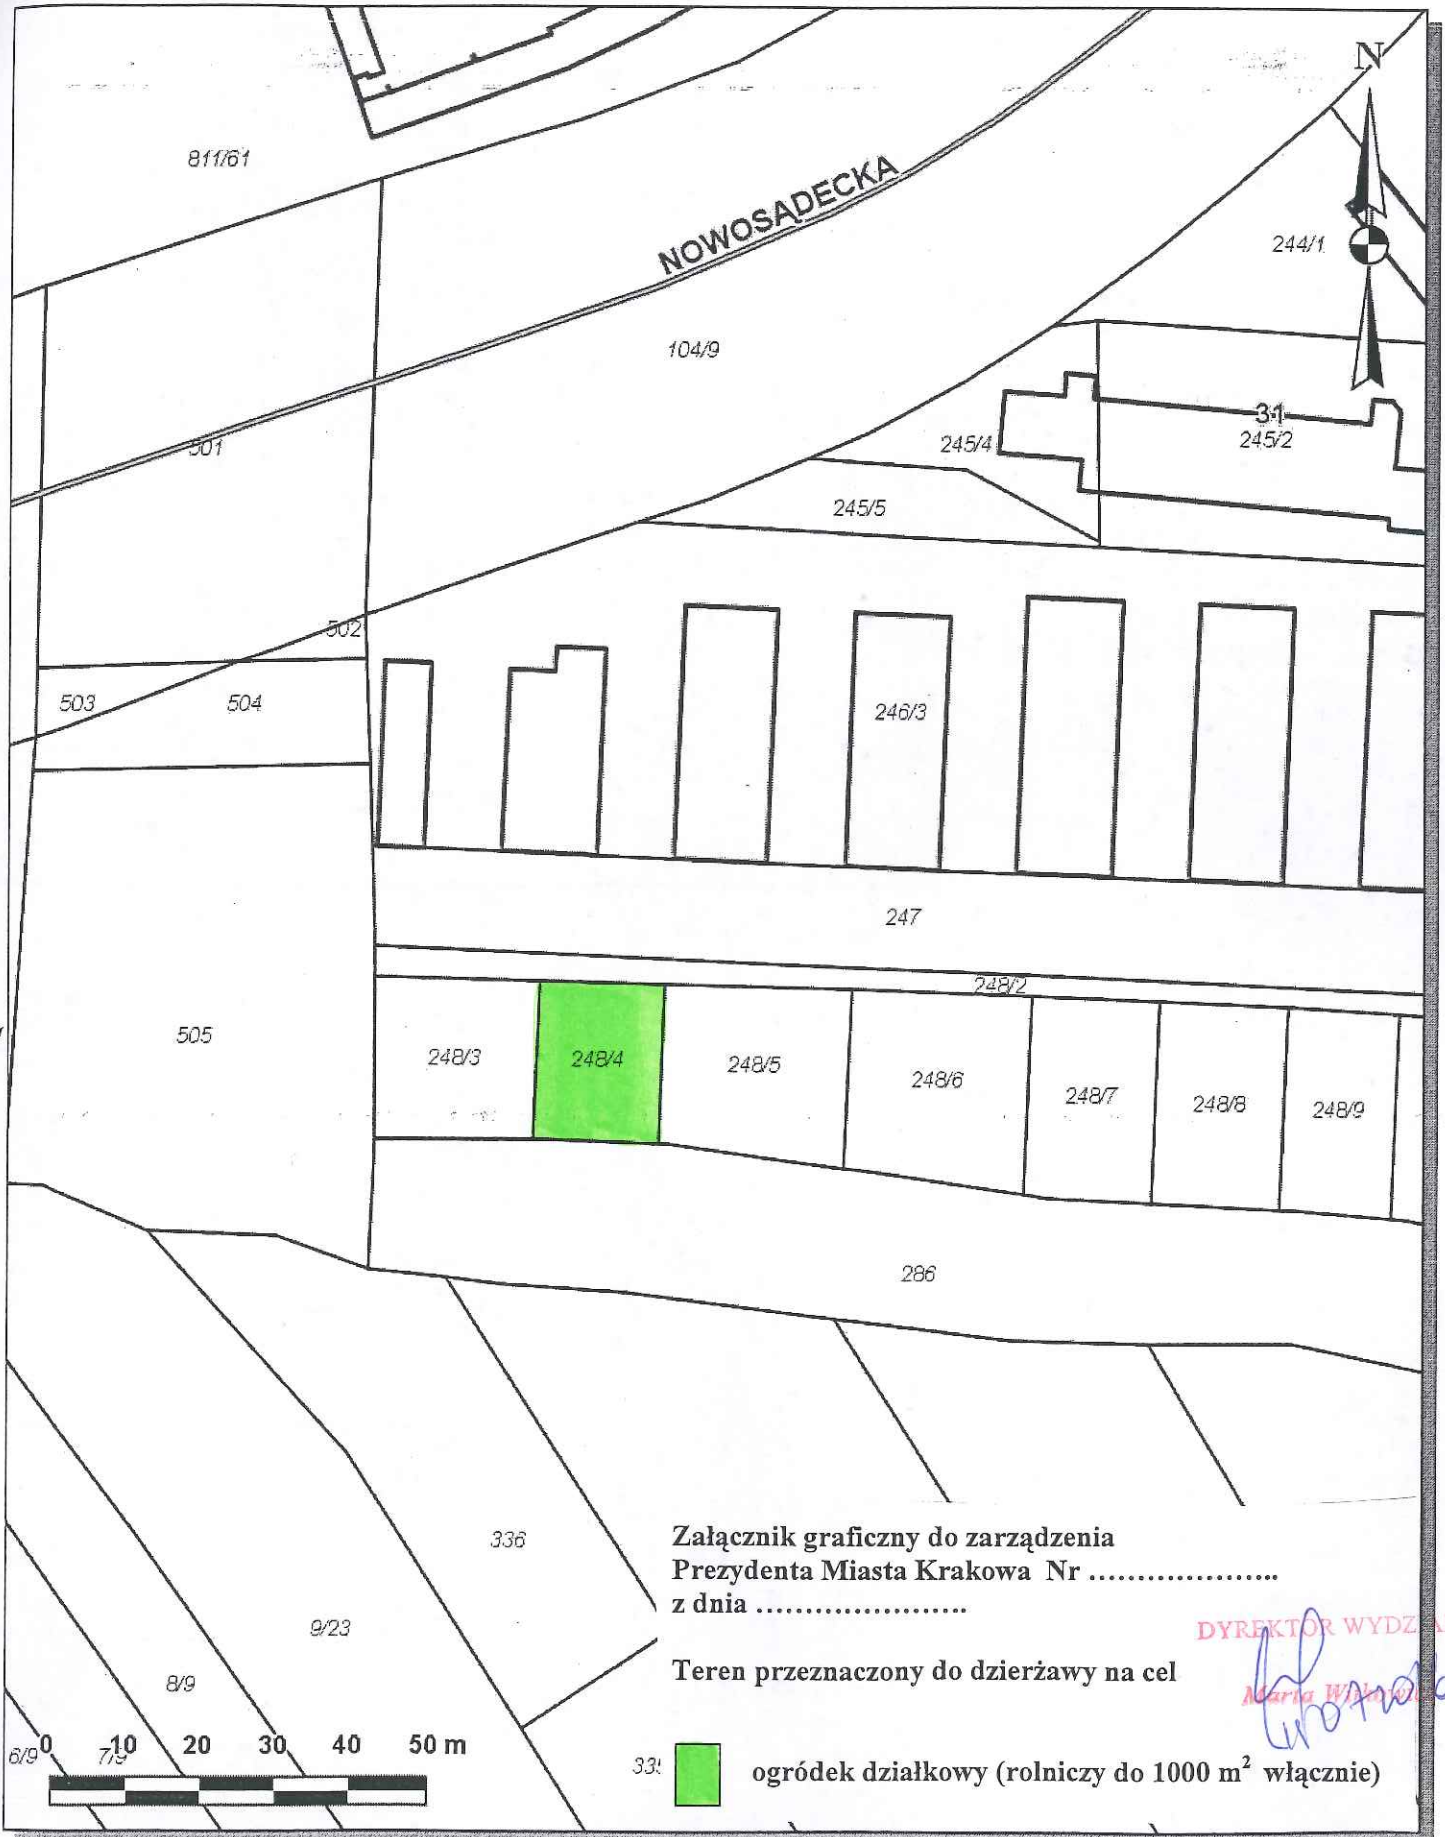 N
811/61
NOWOSĄDECKA
244/1
104/9
31
245/4
245/2
501
245/5
502
503
504
246/3
247
248/2
505
248/3
248/4
248/5
248/6
248/7
248/8
248/9
286
336
Załącznik graficzny do zarządzenia
Prezydenta Miasta Krakowa Nr .......................
z dnia .........................
9/23
DYREKTOR WYDZ
Teren przeznaczony do dzierżawy na cel
8/9
Marta
0 10 20 30 40 50 m
6/9
7/9
ogródek działkowy (rolniczy do 1000 m² włącznie)